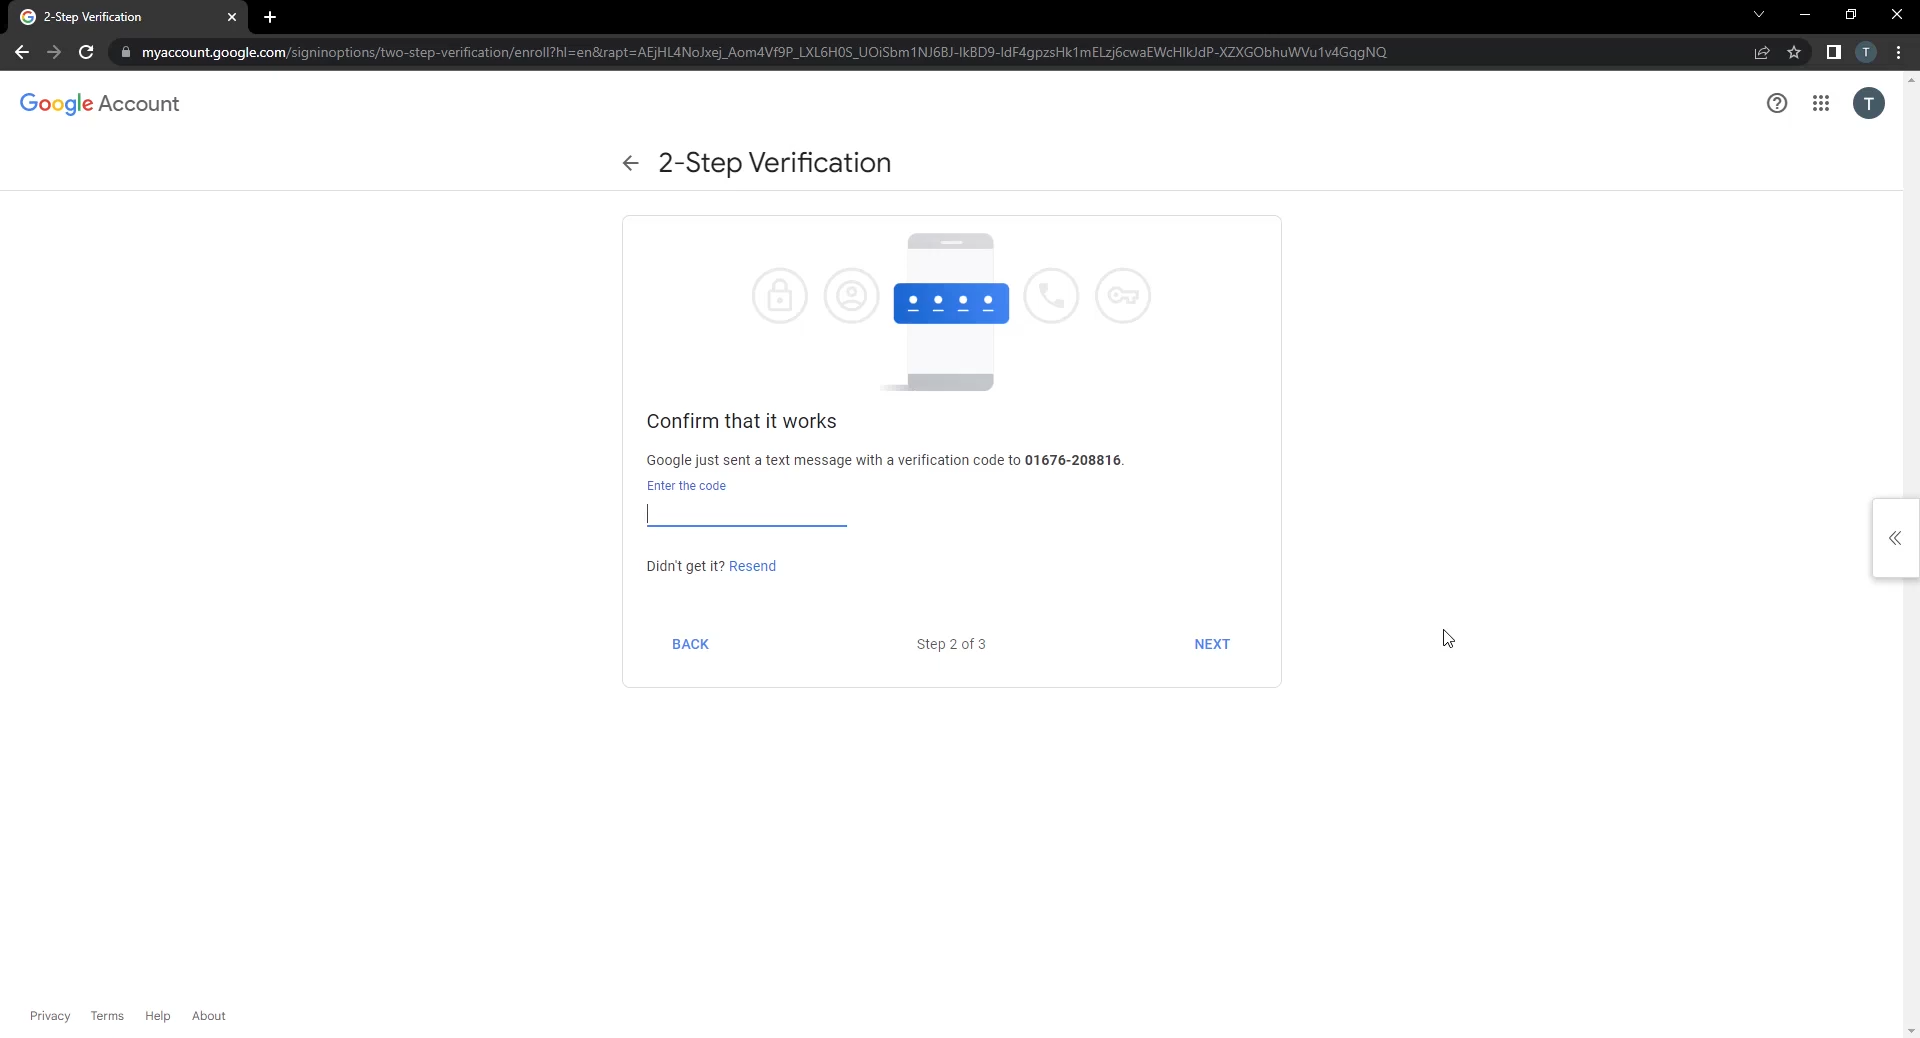 2-Step Verification
myaccount.google.com/signinoptions/two-step-verification/enroll?hl=en&rapt=AEjHL4NoJxej_Aom4Vf9P_LXL6H0S_UOiSbm1NJ6BJ-IkBD9-IdF4gpzsHk1mELzj6cwaEWcHIkJdP-XZXGObhuWVu1v4GqgNQ
T
Google Account
T
2-Step Verification
Confirm that it works
Google just sent a text message with a verification code to 01676-208816.
Enter the code
Didn't get it? Resend
BACK
Step 2 of 3
NEXT
Privacy
Terms
Help
About